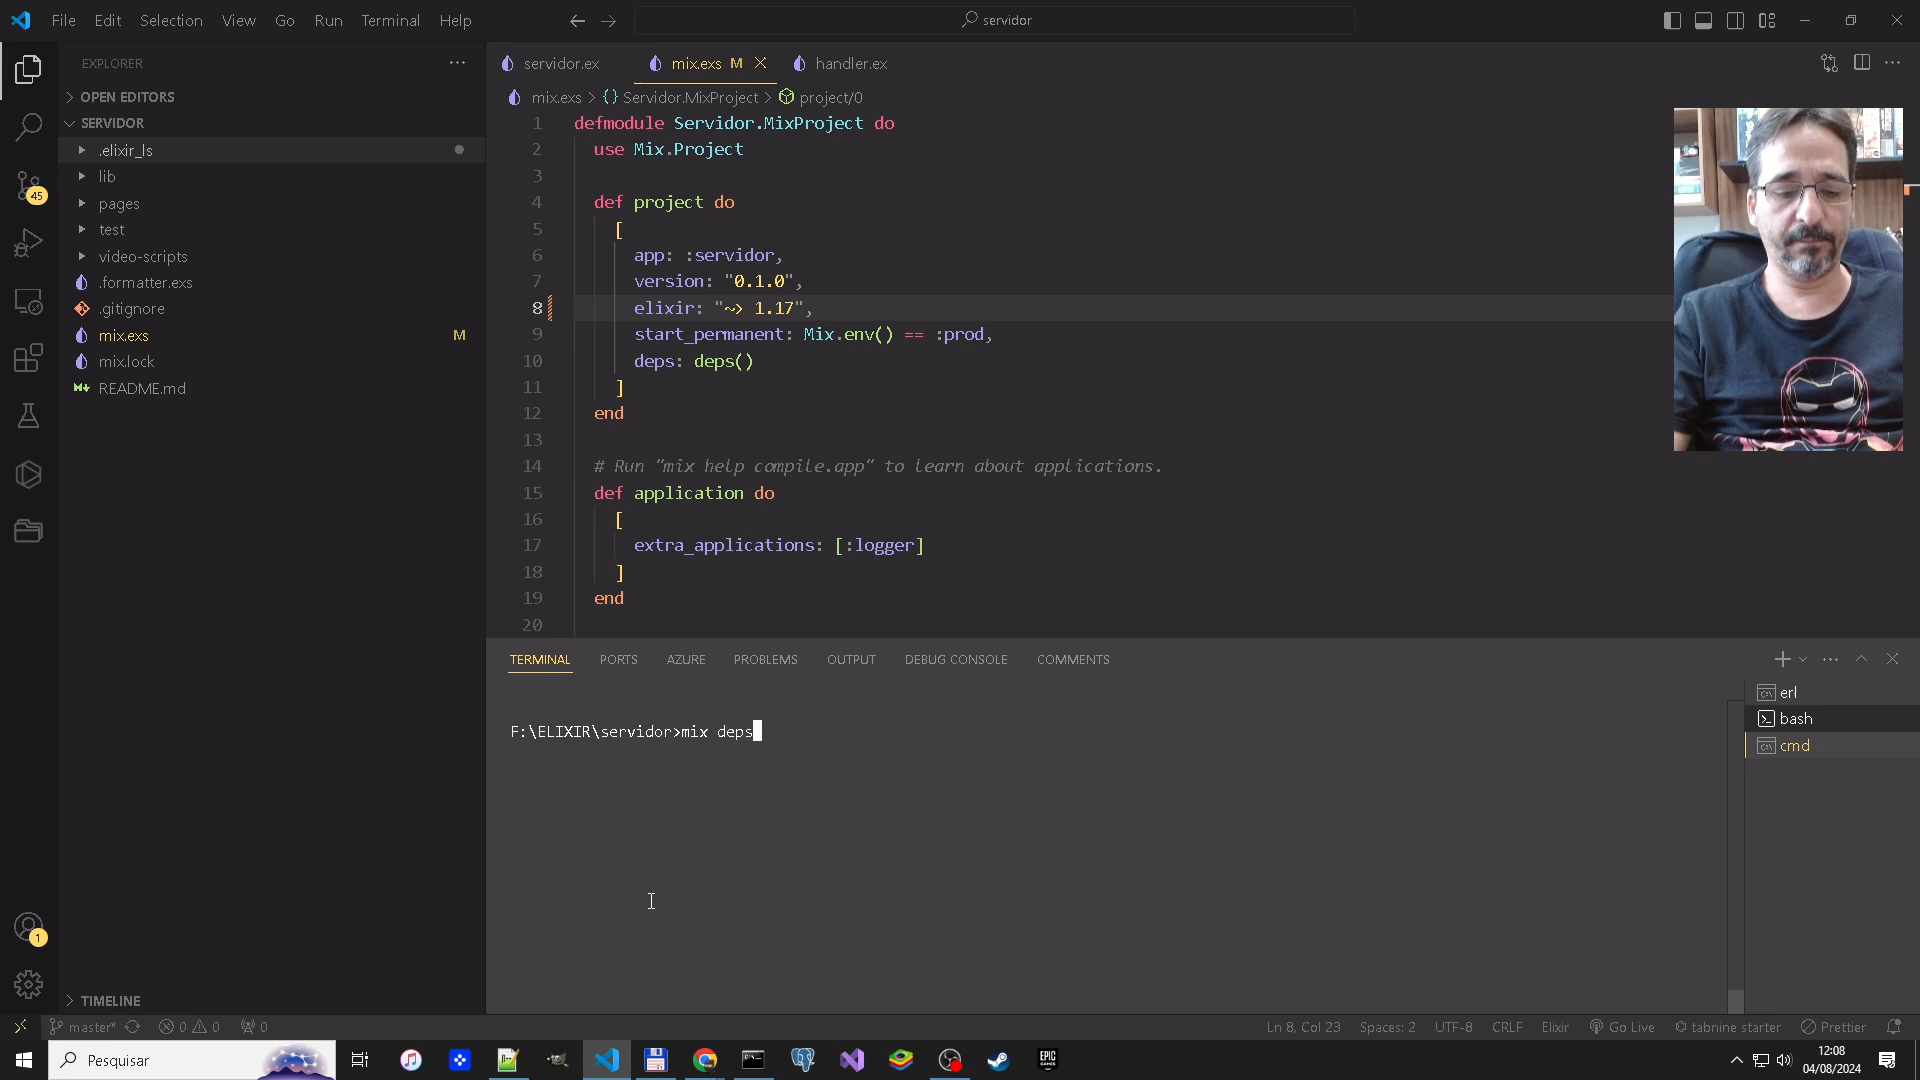 File Edit Selection View Go Run Terminal Help
servidor
EXPLORER
OPEN EDITORS
SERVIDOR
.elixir_ls
lib
pages
test
video-scripts
.formatter.exs
.gitignore
mix.exs M
mix.lock
README.md
TIMELINE
45
1
servidor.ex mix.exs M handler.ex
mix.exs > {} Servidor.MixProject > project/0
1 defmodule Servidor.MixProject do
2 use Mix.Project
3
4 def project do
5 [
6 app: :servidor,
7 version: "0.1.0",
8 elixir: "~> 1.17",
9 start_permanent: Mix.env() == :prod,
10 deps: deps()
11 ]
12 end
13
14 # Run "mix help compile.app" to learn about applications.
15 def application do
16 [
17 extra_applications: [:logger]
18 ]
19 end
20
TERMINAL PORTS AZURE PROBLEMS OUTPUT DEBUG CONSOLE COMMENTS
F:\ELIXIR\servidor>mix deps
erl
bash
cmd
master* 0 0 0 Ln 8, Col 23 Spaces: 2 UTF-8 CRLF Elixir Go Live tabnine starter Prettier
Pesquisar
EPIC
12:08
04/08/2024